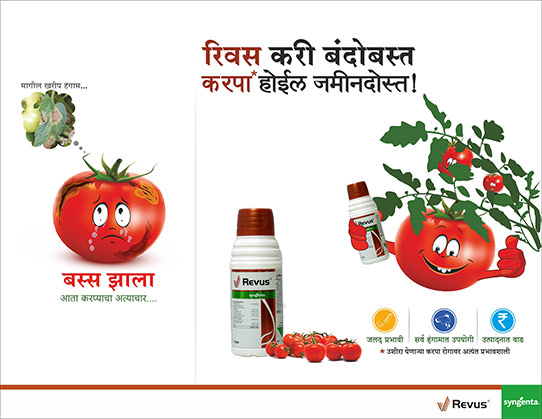 रिवस करी बंदोबस्त
करपा*होईल जमीनदोस्त!
मागील खरीप हंगाम...
बस्स झाला
आता करप्याचा अत्याचार....
Revus
syngenta
Revus
जलद प्रभावी
सर्व हंगामात उपयोगी
उत्पादनात वाढ
* उशीरा येणाऱ्या करपा रोगावर अत्यंत प्रभावशाली
Revus®
syngenta